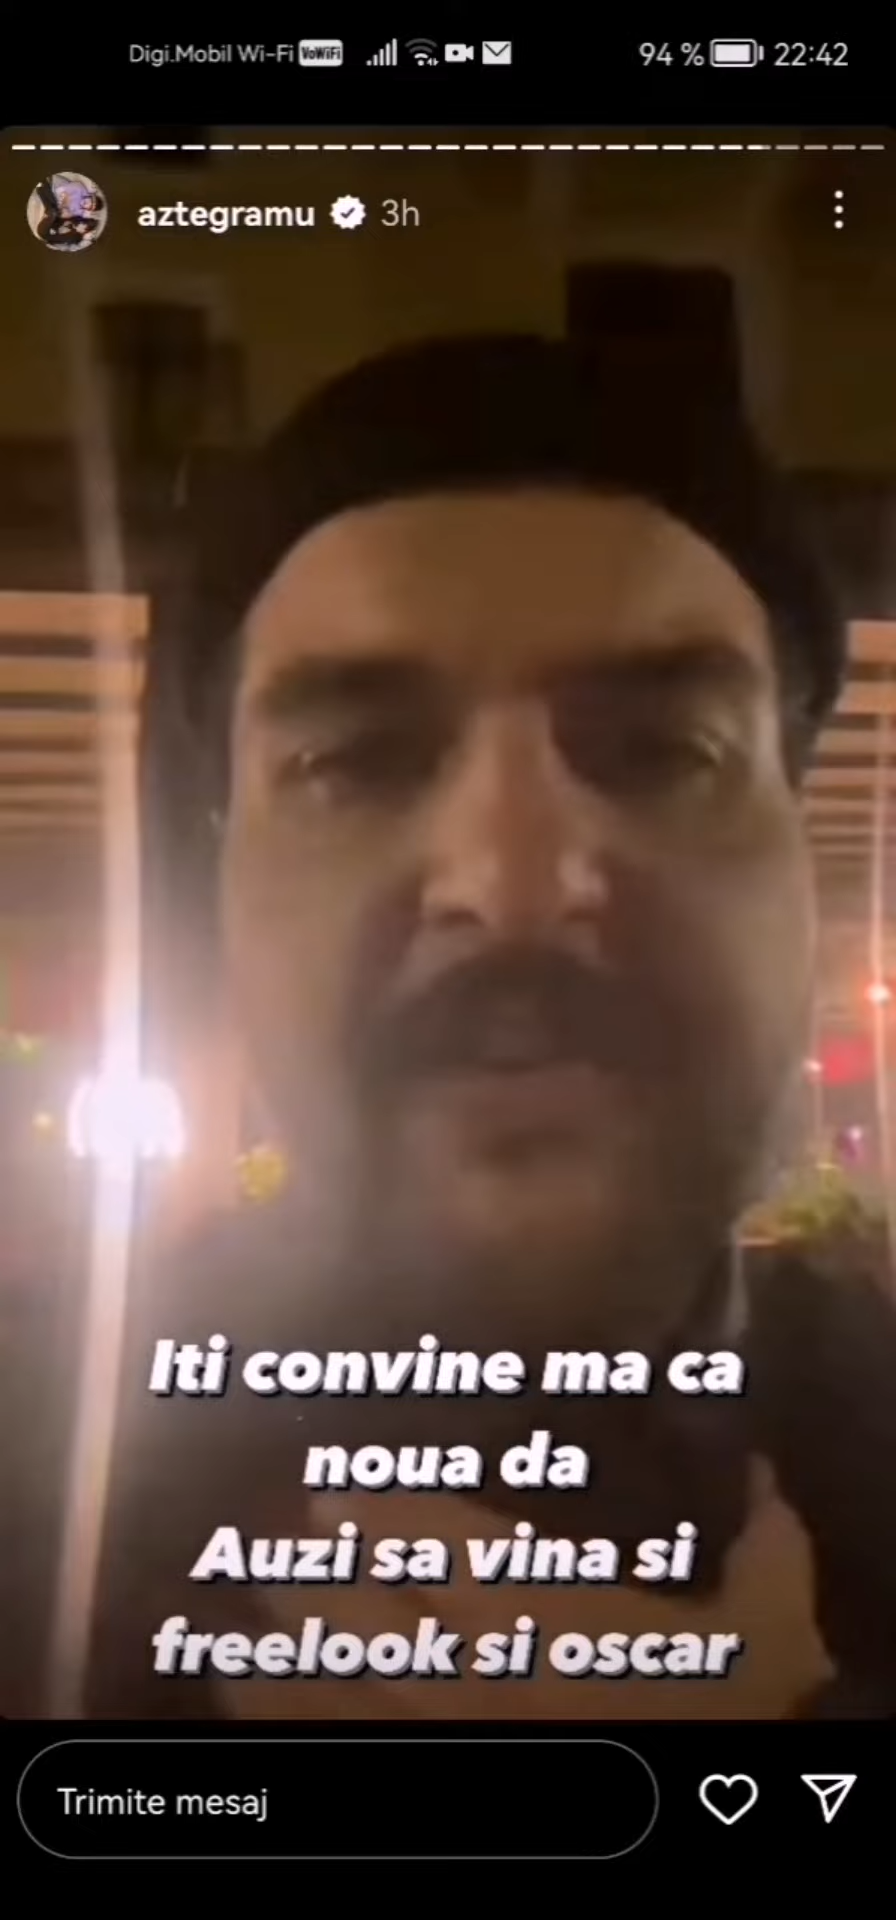 Digi.Mobil Wi-Fi VoWiFi 94 % 22:42
aztegramu 3h
Iti convine ma ca
noua da
Auzi sa vina si
freelook si oscar
Trimite mesaj